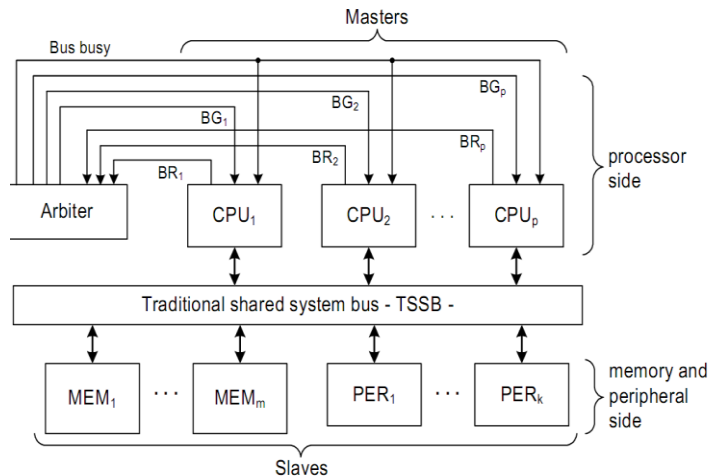 Masters
Bus busy
BG1
BG2
BGp
BR1
BR2
BRp
processor
side
Arbiter
CPU1
CPU2
. . .
CPUp
Traditional shared system bus - TSSB -
MEM1
. . .
MEMm
PER1
. . .
PERk
memory and
peripheral
side
Slaves